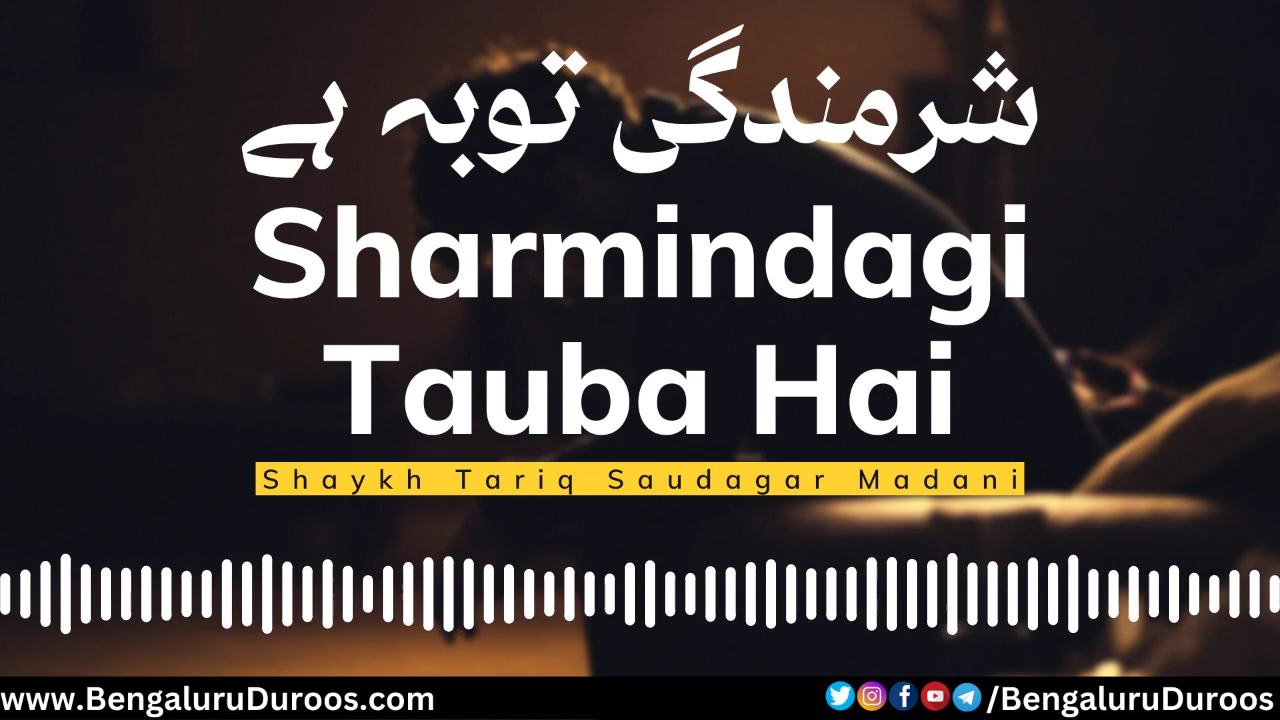 شرمندگی توبہ ہے
Sharmindagi
Tauba Hai
Shaykh Tariq Saudagar Madani
www.BengaluruDuroos.com
/BengaluruDuroos